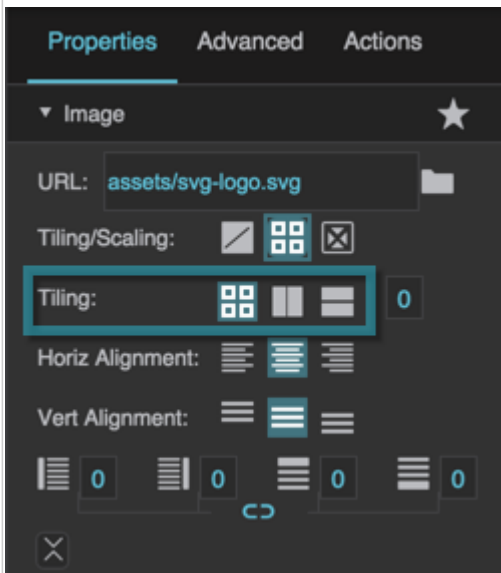 Properties Advanced Actions
Image
URL: assets/svg-logo.svg
Tiling/Scaling:
Tiling: 0
Horiz Alignment:
Vert Alignment:
0 0 0 0